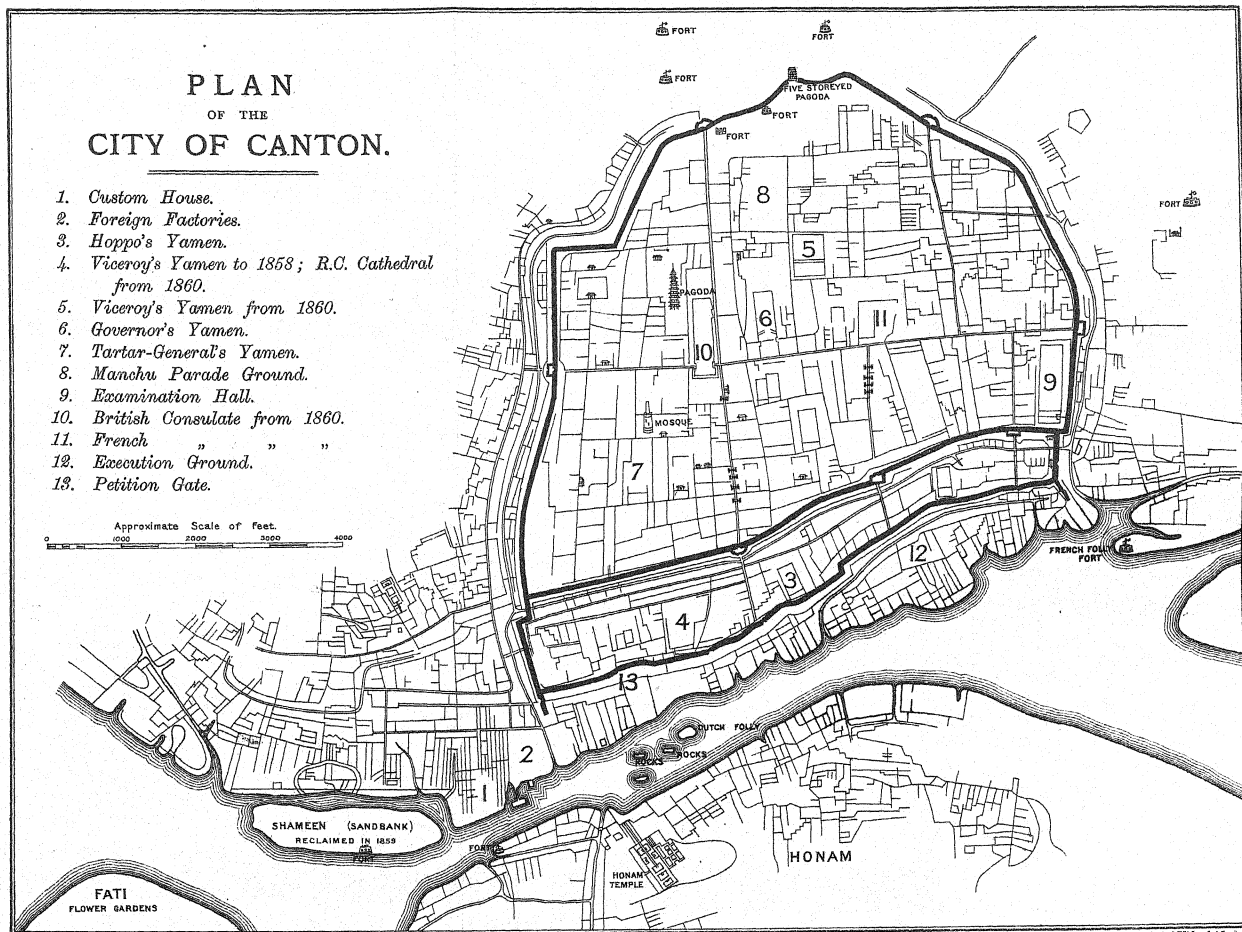 PLAN
OF THE
CITY OF CANTON.
1. Custom House.
2. Foreign Factories.
3. Hoppo's Yamen.
4. Viceroy's Yamen to 1858; R.C. Cathedral
from 1860.
5. Viceroy's Yamen from 1860.
6. Governor's Yamen.
7. Tartar-General's Yamen.
8. Manchu Parade Ground.
9. Examination Hall.
10. British Consulate from 1860.
11. French „ „ „
12. Execution Ground.
13. Petition Gate.
Approximate Scale of Feet.
0 1000 2000 3000 4000
FORT
FORT
FORT
FIVE STOREYED
PAGODA
FORT
FORT
8
FORT
5
PAGODA
6
11
10
9
MOSQUE
7
12
FRENCH FOLLY
FORT
3
4
13
DUTCH FOLLY
ROCKS
ROCKS
2
1
SHAMEEN (SANDBANK)
RECLAIMED IN 1859
FORT
FORT
HONAM
HONAM
TEMPLE
FATI
FLOWER GARDENS